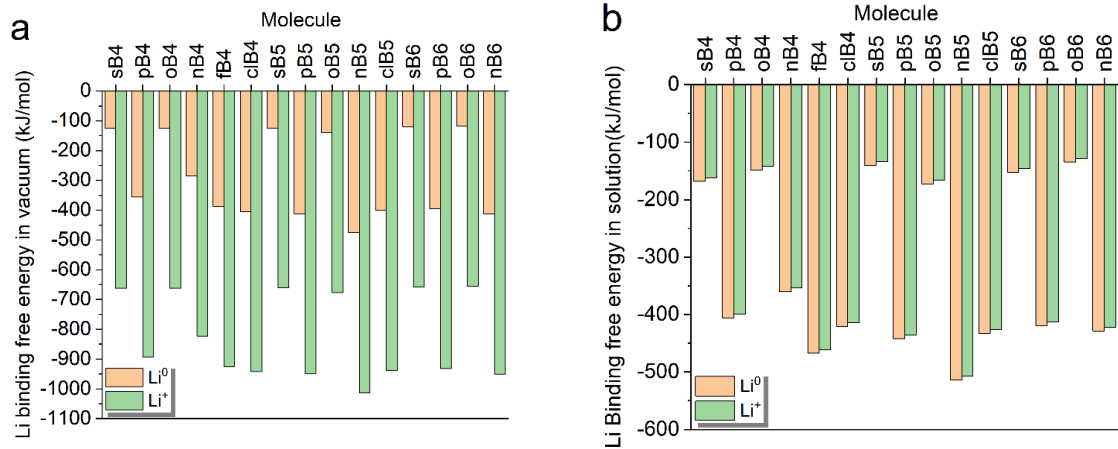 a
Molecule
sB4
pB4
oB4
nB4
fB4
clB4
sB5
pB5
oB5
nB5
clB5
sB6
pB6
oB6
nB6
Li binding free energy in vacuum (kJ/mol)
0
-100
-200
-300
-400
-500
-600
-700
-800
-900
-1000
-1100
Li⁰
Li⁺
b
Molecule
sB4
pB4
oB4
nB4
fB4
clB4
sB5
pB5
oB5
nB5
clB5
sB6
pB6
oB6
nB6
Li Binding free energy in solution(kJ/mol)
0
-100
-200
-300
-400
-500
-600
Li⁰
Li⁺